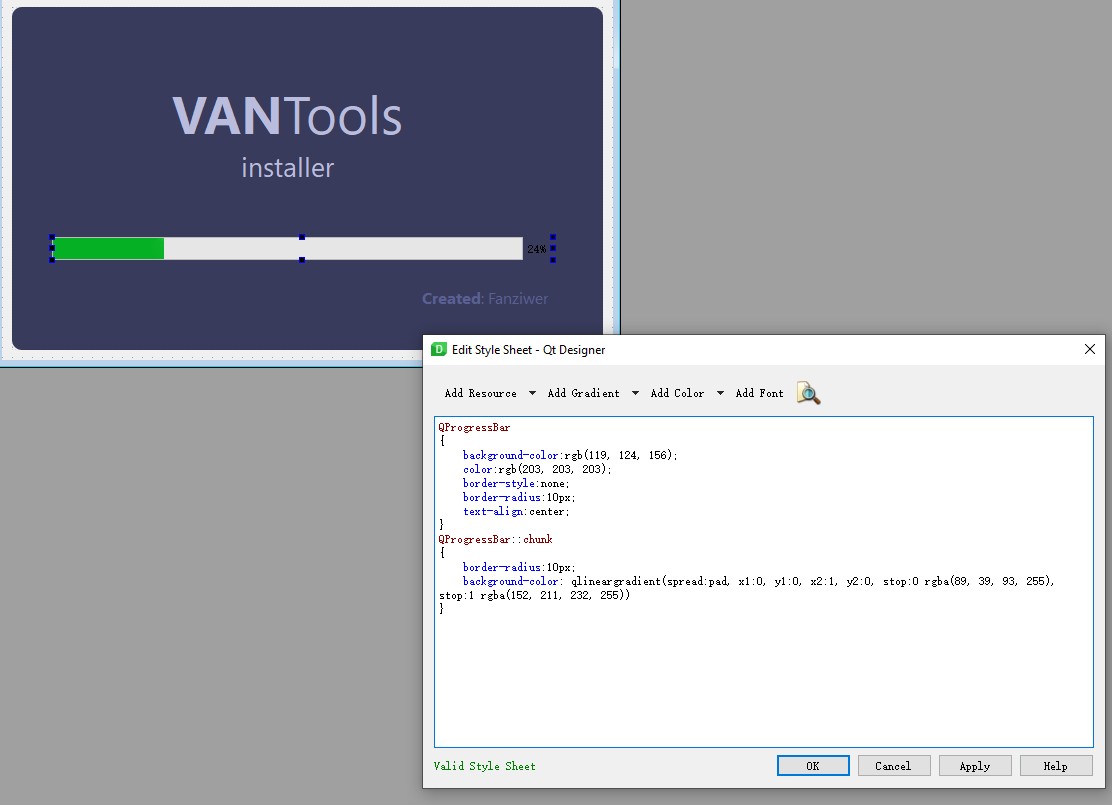 VANTools
installer
24%
Created: Fanziwer
D Edit Style Sheet - Qt Designer
Add Resource Add Gradient Add Color Add Font
QProgressBar
{
background-color:rgb(119, 124, 156);
color:rgb(203, 203, 203);
border-style:none;
border-radius:10px;
text-align:center;
}
QProgressBar::chunk
{
border-radius:10px;
background-color: qlineargradient(spread:pad, x1:0, y1:0, x2:1, y2:0, stop:0 rgba(89, 39, 93, 255),
stop:1 rgba(152, 211, 232, 255))
}
Valid Style Sheet OK Cancel Apply Help